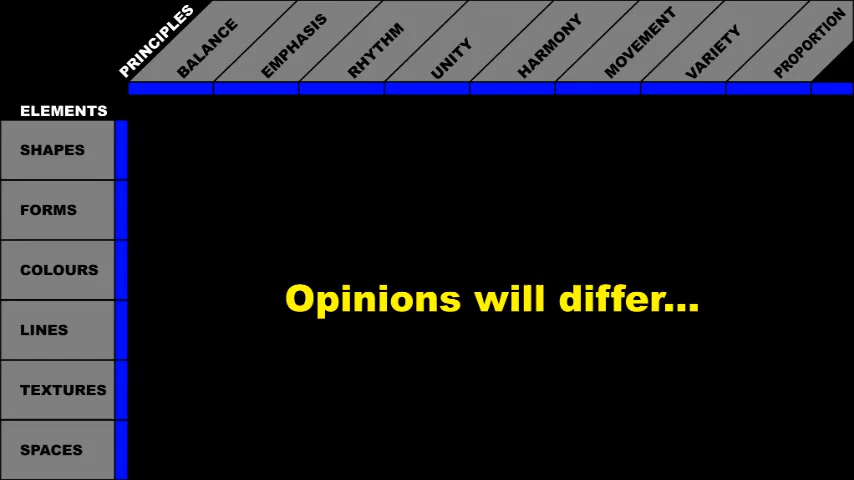 PRINCIPLES
BALANCE
EMPHASIS
RHYTHM
UNITY
HARMONY
MOVEMENT
VARIETY
PROPORTION
ELEMENTS
SHAPES
FORMS
COLOURS
Opinions will differ...
LINES
TEXTURES
SPACES